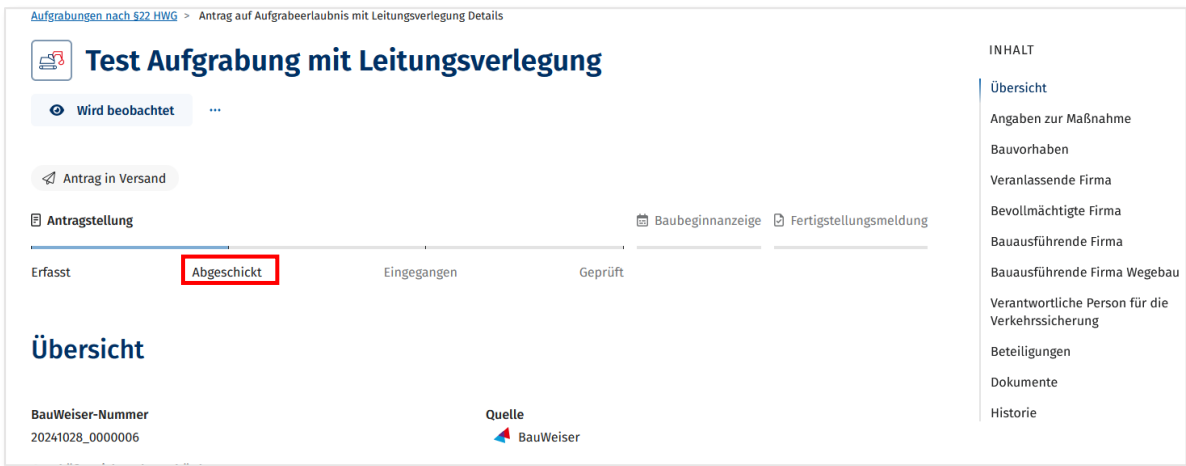 Aufgrabungen nach §22 HWG > Antrag auf Aufgrabeerlaubnis mit Leitungsverlegung Details
Test Aufgrabung mit Leitungsverlegung
Wird beobachtet ...
Antrag in Versand
Antragstellung Baubeginnanzeige Fertigstellungsmeldung
Erfasst Abgeschickt Eingegangen Geprüft
Übersicht
BauWeiser-Nummer Quelle
20241028_0000006 BauWeiser
INHALT
Übersicht
Angaben zur Maßnahme
Bauvorhaben
Veranlassende Firma
Bevollmächtigte Firma
Bauausführende Firma
Bauausführende Firma Wegebau
Verantwortliche Person für die
Verkehrssicherung
Beteiligungen
Dokumente
Historie